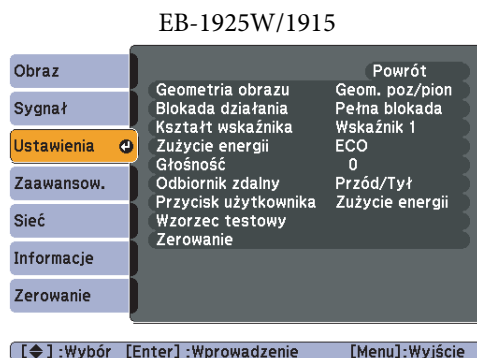 EB-1925W/1915
Obraz
Sygnał
Ustawienia
Zaawansow.
Sieć
Informacje
Zerowanie
Powrót
Geometria obrazu Geom. poz/pion
Blokada działania Pełna blokada
Kształt wskaźnika Wskaźnik 1
Zużycie energii ECO
Głośność 0
Odbiornik zdalny Przód/Tył
Przycisk użytkownika Zużycie energii
Wzorzec testowy
Zerowanie
[◆] :Wybór [Enter] :Wprowadzenie [Menu]:Wyjście